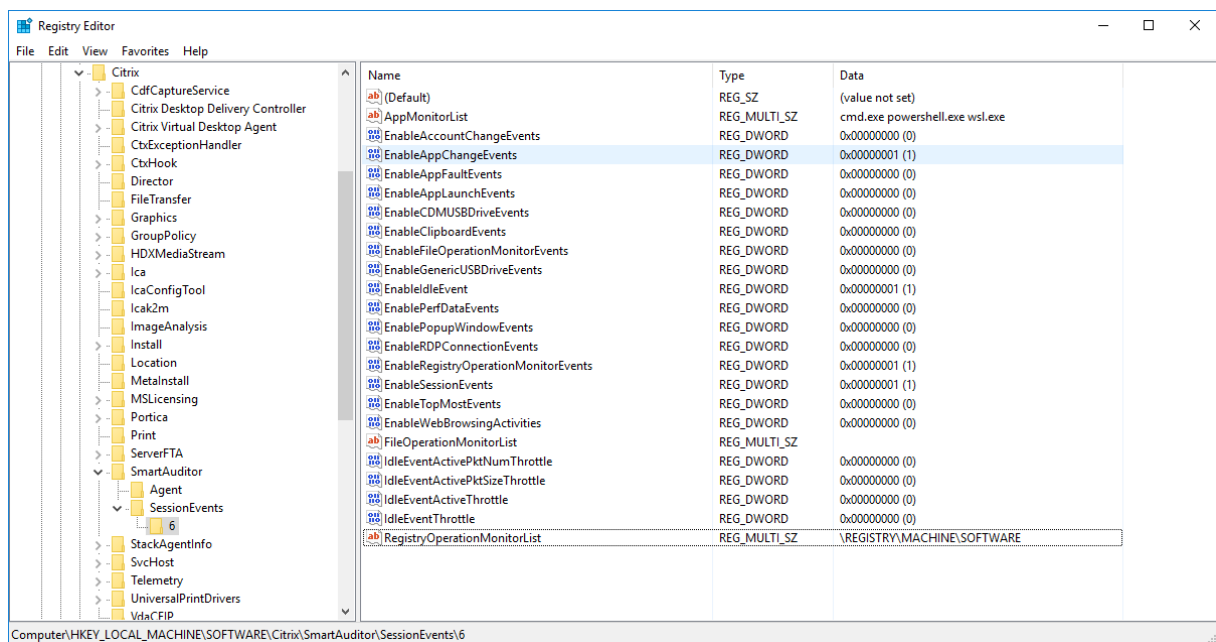 Registry Editor
File Edit View Favorites Help
Citrix
CdfCaptureService
Citrix Desktop Delivery Controller
Citrix Virtual Desktop Agent
CtxExceptionHandler
CtxHook
Director
FileTransfer
Graphics
GroupPolicy
HDXMediaStream
Ica
IcaConfigTool
Icak2m
ImageAnalysis
Install
Location
MetaInstall
MSLicensing
Portica
Print
ServerFTA
SmartAuditor
Agent
SessionEvents
6
StackAgentInfo
SvcHost
Telemetry
UniversalPrintDrivers
VdaCEIP
Name Type Data
(Default) REG_SZ (value not set)
AppMonitorList REG_MULTI_SZ cmd.exe powershell.exe wsl.exe
EnableAccountChangeEvents REG_DWORD 0x00000000 (0)
EnableAppChangeEvents REG_DWORD 0x00000001 (1)
EnableAppFaultEvents REG_DWORD 0x00000000 (0)
EnableAppLaunchEvents REG_DWORD 0x00000000 (0)
EnableCDMUSBDriveEvents REG_DWORD 0x00000000 (0)
EnableClipboardEvents REG_DWORD 0x00000000 (0)
EnableFileOperationMonitorEvents REG_DWORD 0x00000000 (0)
EnableGenericUSBDriveEvents REG_DWORD 0x00000000 (0)
EnableIdleEvent REG_DWORD 0x00000001 (1)
EnablePerfDataEvents REG_DWORD 0x00000000 (0)
EnablePopupWindowEvents REG_DWORD 0x00000000 (0)
EnableRDPConnectionEvents REG_DWORD 0x00000000 (0)
EnableRegistryOperationMonitorEvents REG_DWORD 0x00000001 (1)
EnableSessionEvents REG_DWORD 0x00000001 (1)
EnableTopMostEvents REG_DWORD 0x00000000 (0)
EnableWebBrowsingActivities REG_DWORD 0x00000000 (0)
FileOperationMonitorList REG_MULTI_SZ
IdleEventActivePktNumThrottle REG_DWORD 0x00000000 (0)
IdleEventActivePktSizeThrottle REG_DWORD 0x00000000 (0)
IdleEventActiveThrottle REG_DWORD 0x00000000 (0)
IdleEventThrottle REG_DWORD 0x00000000 (0)
RegistryOperationMonitorList REG_MULTI_SZ \REGISTRY\MACHINE\SOFTWARE
Computer\HKEY_LOCAL_MACHINE\SOFTWARE\Citrix\SmartAuditor\SessionEvents\6